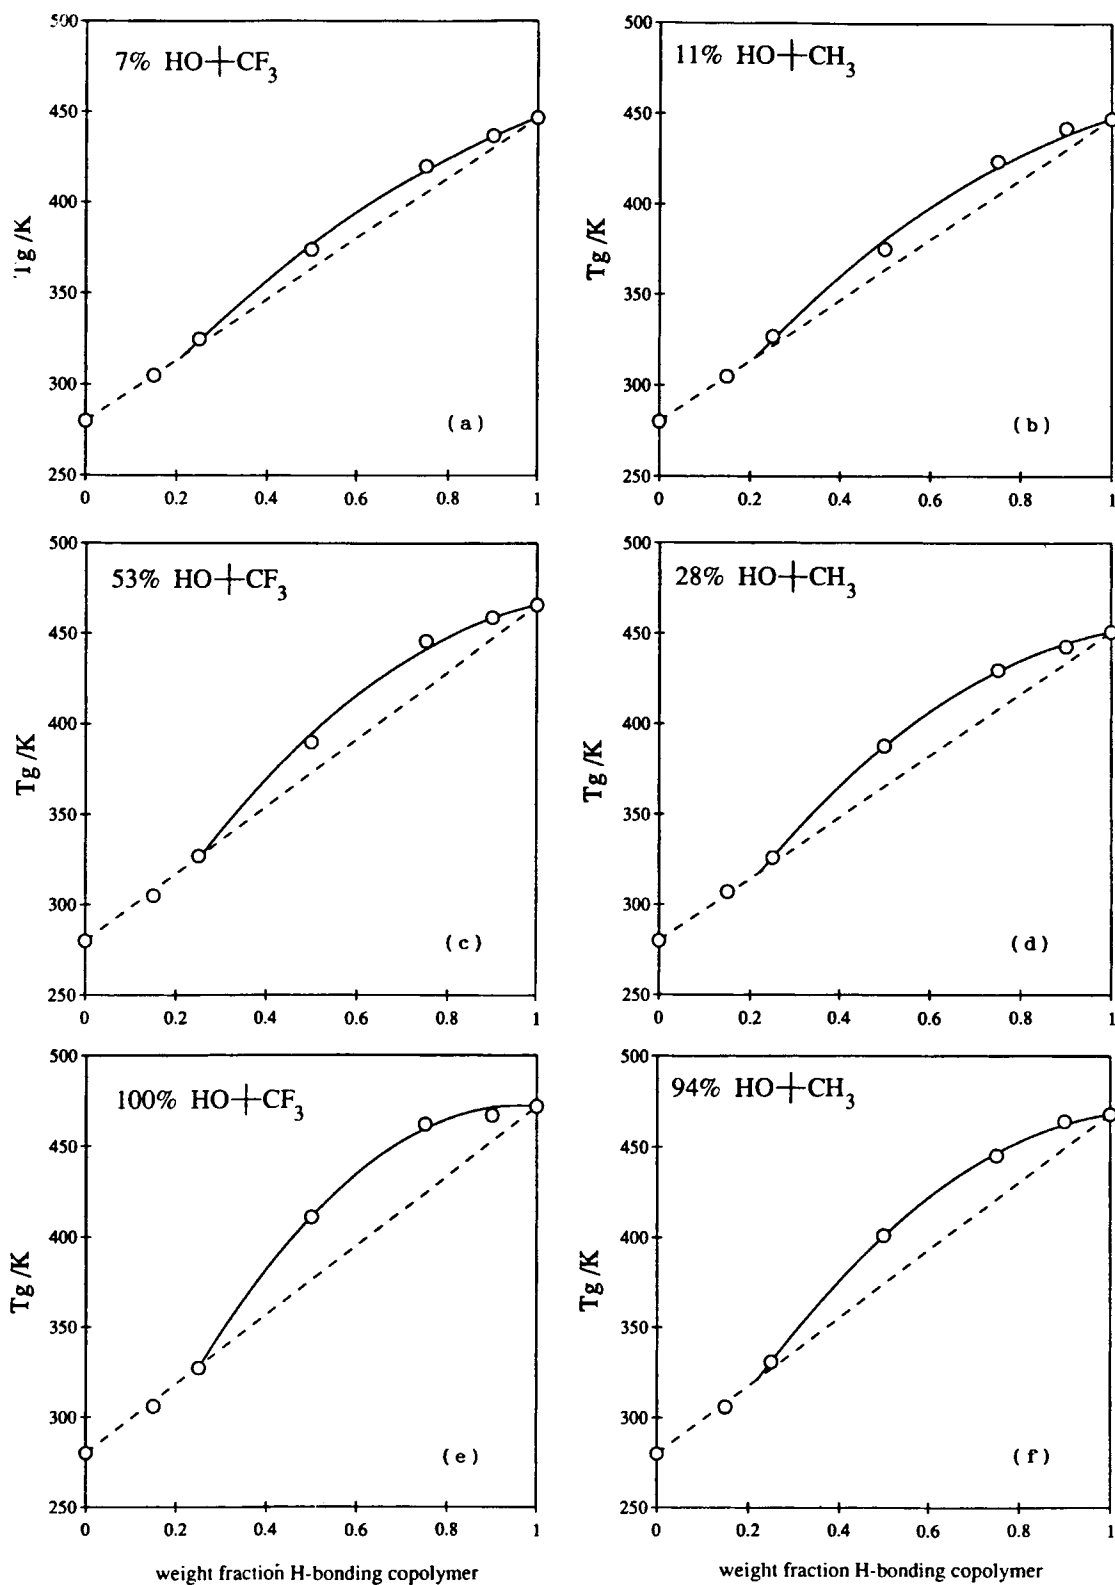 500
450
400
350
300
250
Tg /K
7% HO┼CF₃
(a)
0 0.2 0.4 0.6 0.8 1
500
450
400
350
300
250
Tg /K
11% HO┼CH₃
(b)
0 0.2 0.4 0.6 0.8 1
500
450
400
350
300
250
Tg /K
53% HO┼CF₃
(c)
0 0.2 0.4 0.6 0.8 1
500
450
400
350
300
250
Tg /K
28% HO┼CH₃
(d)
0 0.2 0.4 0.6 0.8 1
500
450
400
350
300
250
Tg /K
100% HO┼CF₃
(e)
0 0.2 0.4 0.6 0.8 1
weight fraction H-bonding copolymer
500
450
400
350
300
250
Tg /K
94% HO┼CH₃
(f)
0 0.2 0.4 0.6 0.8 1
weight fraction H-bonding copolymer